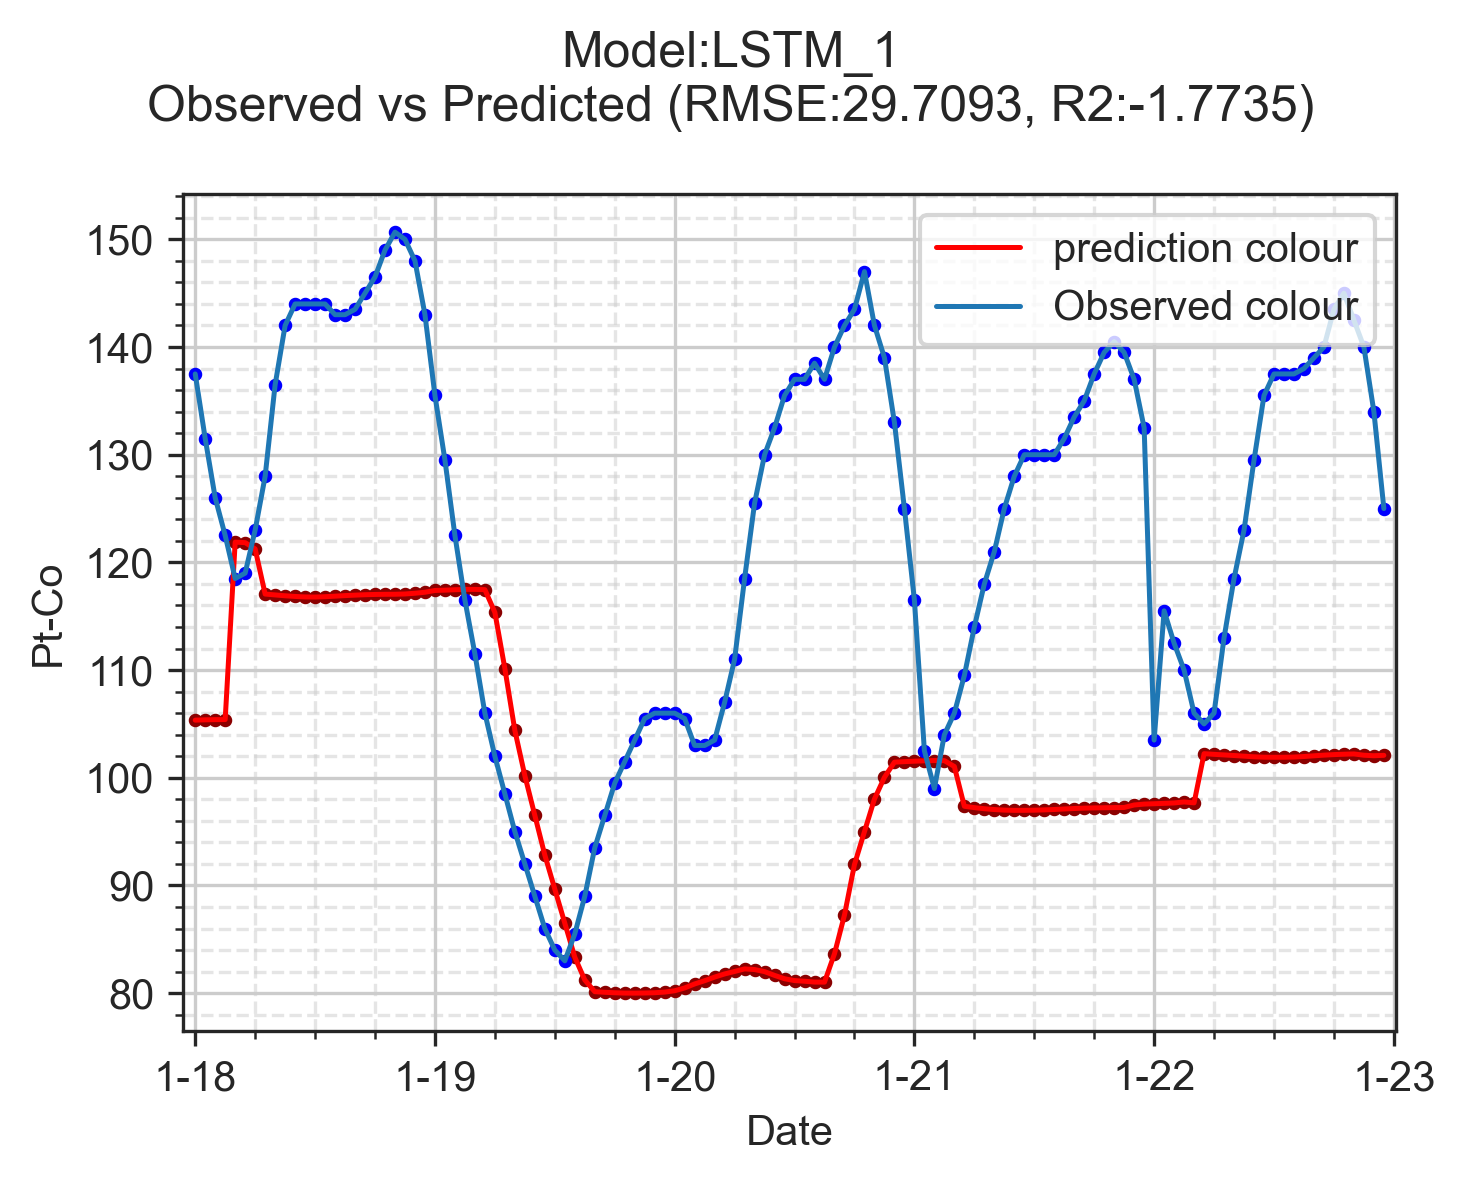 Model:LSTM_1
Observed vs Predicted (RMSE:29.7093, R2:-1.7735)
prediction colour
Observed colour
150
140
130
120
110
100
90
80
Pt-Co
1-18
1-19
1-20
1-21
1-22
1-23
Date